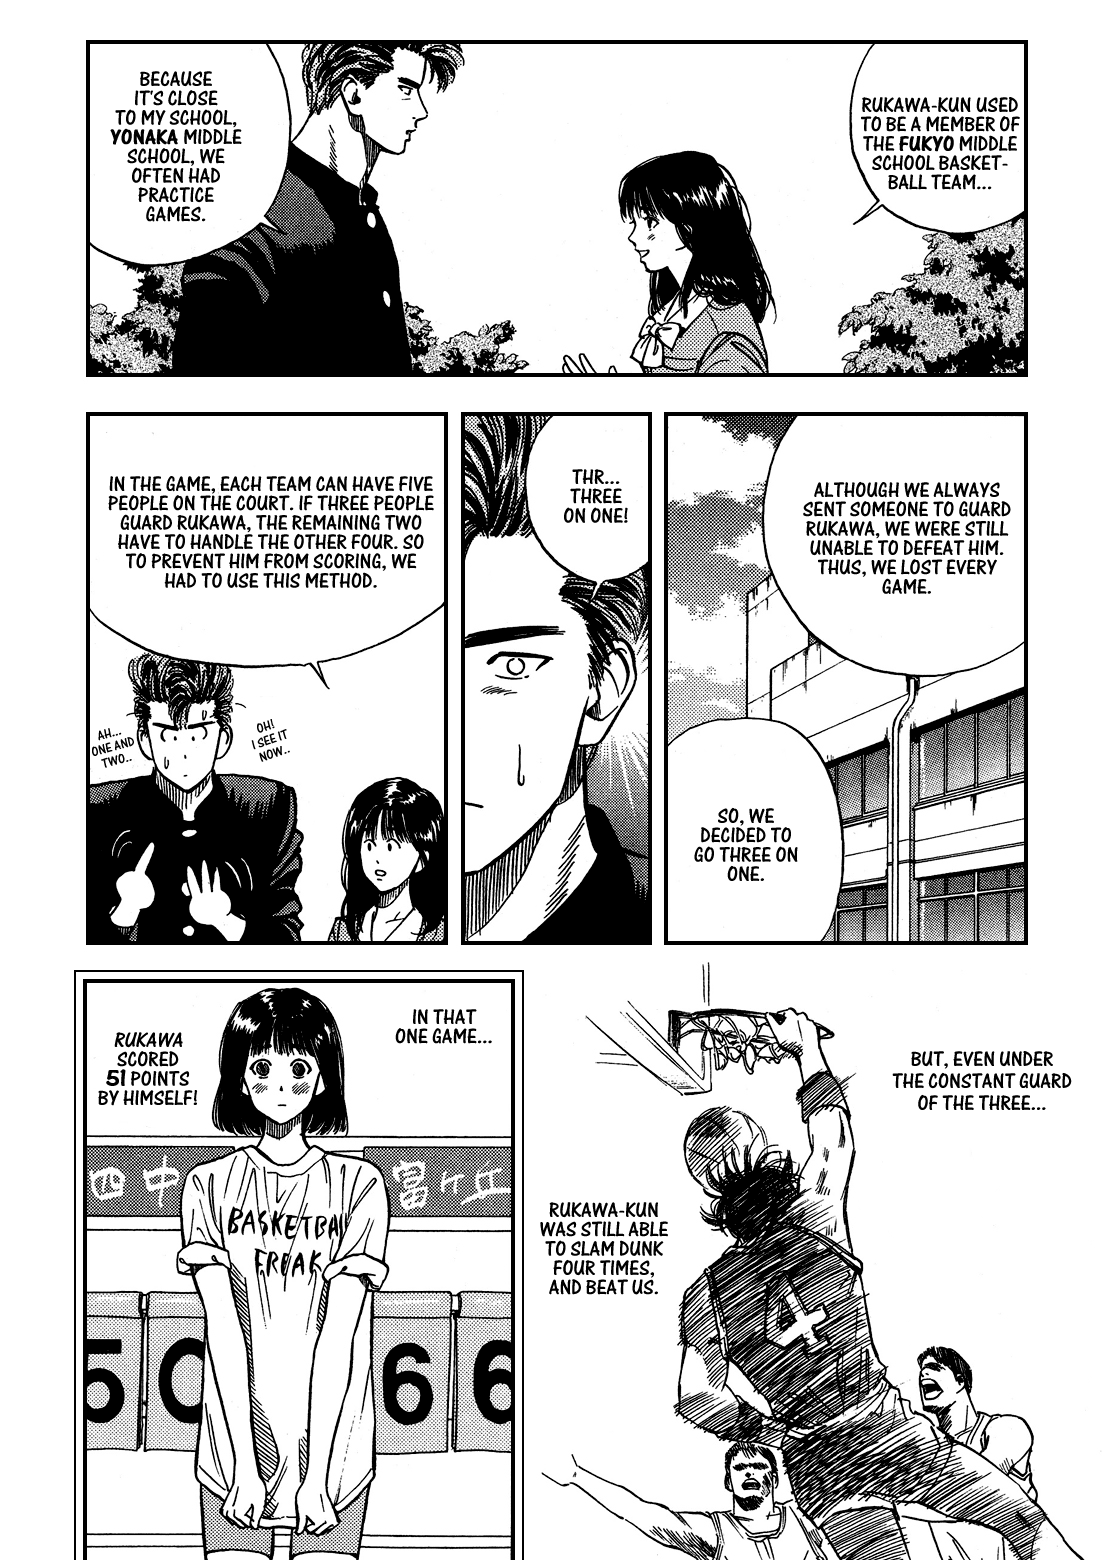 RUKAWA-KUN USED
TO BE A MEMBER OF
THE FUKYO MIDDLE
SCHOOL BASKET-
BALL TEAM...
BECAUSE
IT'S CLOSE
TO MY SCHOOL,
YONAKA MIDDLE
SCHOOL, WE
OFTEN HAD
PRACTICE
GAMES.
ALTHOUGH WE ALWAYS
SENT SOMEONE TO GUARD
RUKAWA, WE WERE STILL
UNABLE TO DEFEAT HIM.
THUS, WE LOST EVERY
GAME.
SO, WE
DECIDED TO
GO THREE ON
ONE.
THR...
THREE
ON ONE!
IN THE GAME, EACH TEAM CAN HAVE FIVE
PEOPLE ON THE COURT. IF THREE PEOPLE
GUARD RUKAWA, THE REMAINING TWO
HAVE TO HANDLE THE OTHER FOUR. SO
TO PREVENT HIM FROM SCORING, WE
HAD TO USE THIS METHOD.
OH!
I SEE IT
NOW..
AH...
ONE AND
TWO..
BUT, EVEN UNDER
THE CONSTANT GUARD
OF THE THREE...
RUKAWA-KUN
WAS STILL ABLE
TO SLAM DUNK
FOUR TIMES,
AND BEAT US.
4
IN THAT
ONE GAME...
RUKAWA
SCORED
51 POINTS
BY HIMSELF!
四中
富ヶ丘
BASKETBA
FREAK
50
66